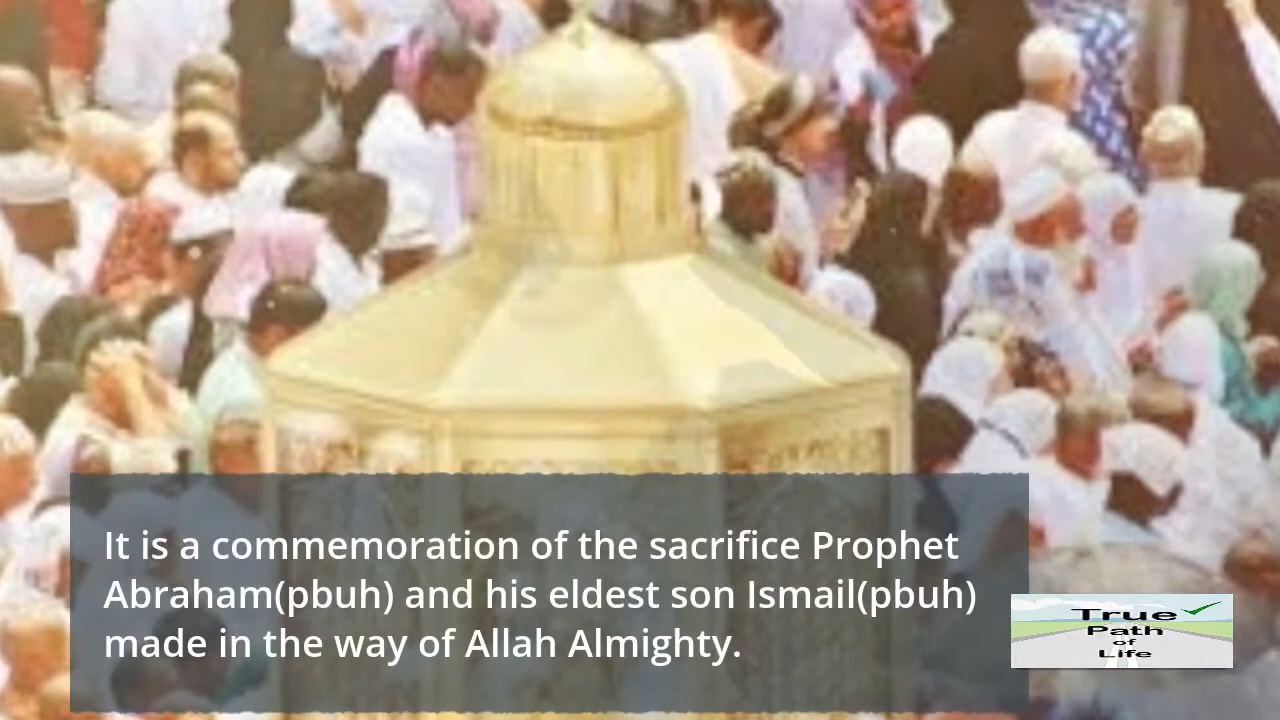 It is a commemoration of the sacrifice Prophet
Abraham(pbuh) and his eldest son Ismail(pbuh)
made in the way of Allah Almighty.
True
Path
of
Life